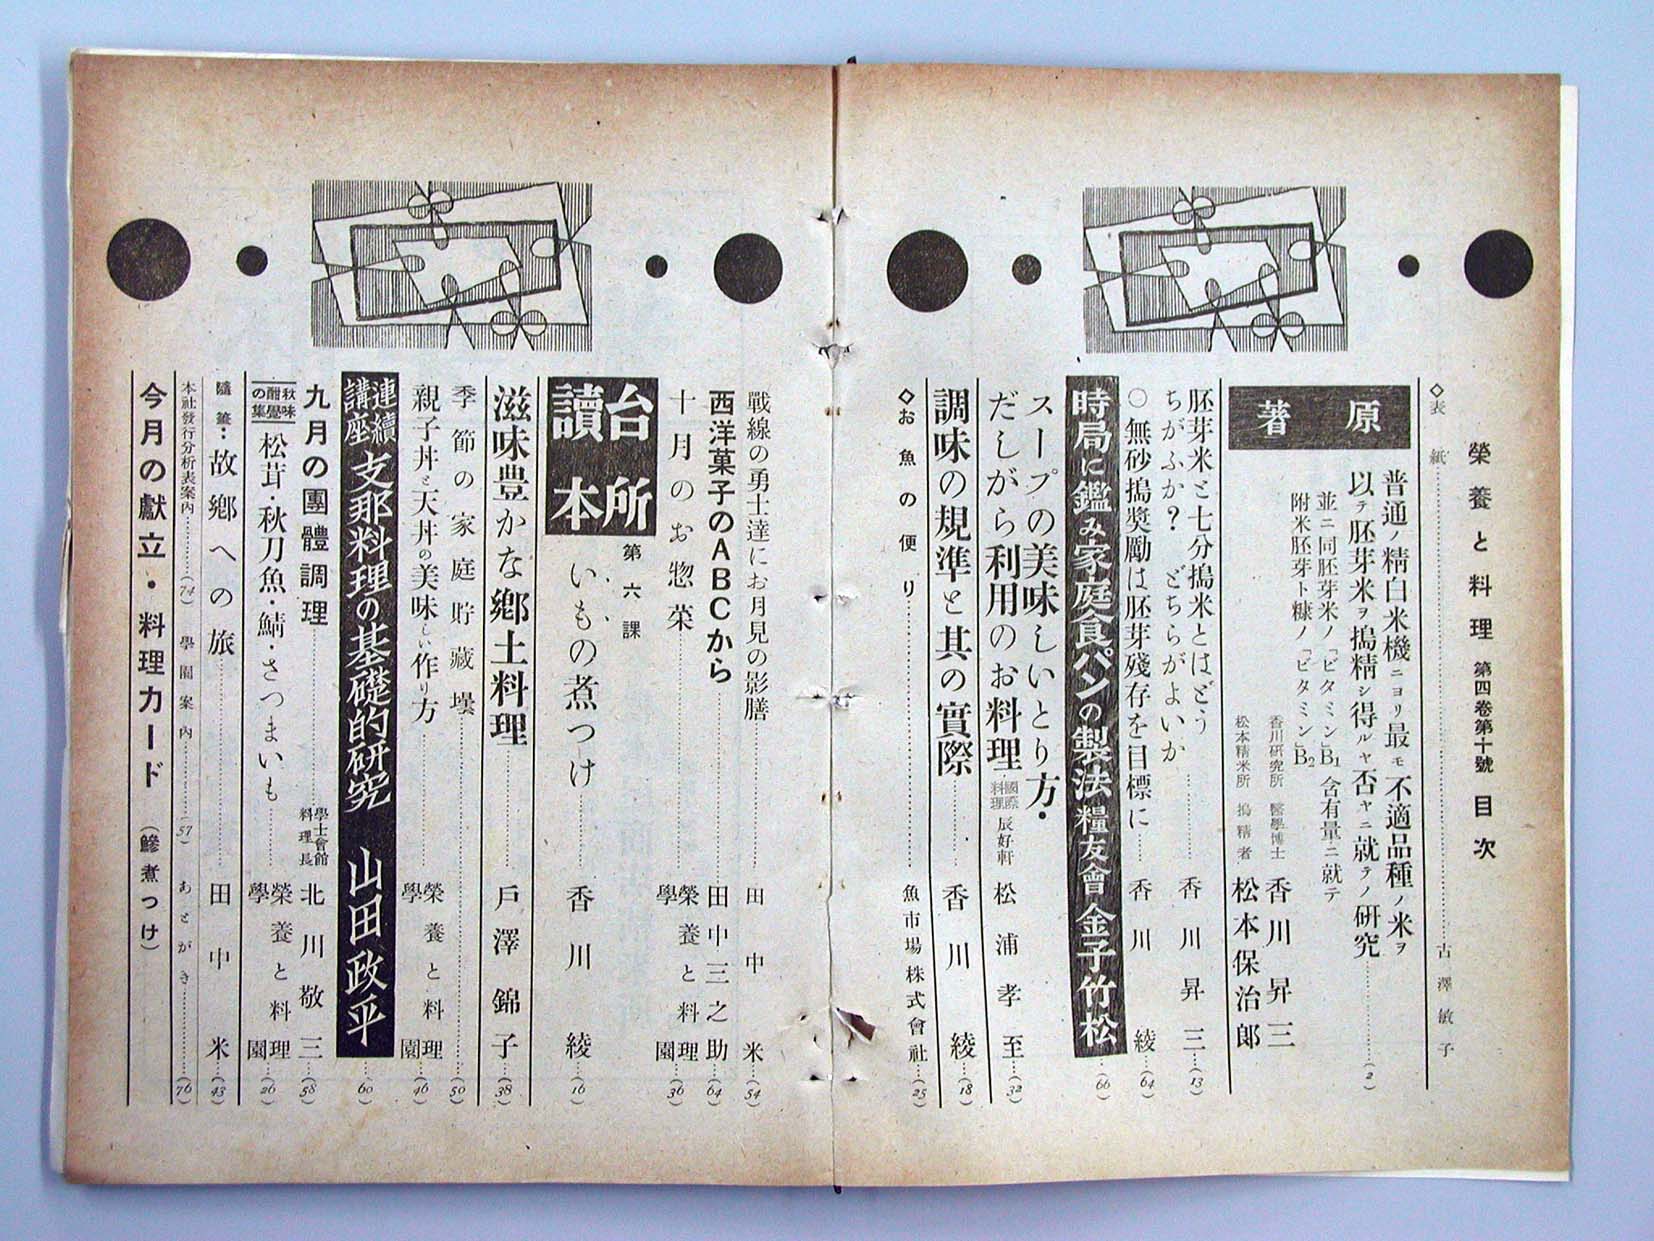 榮養と料理 第四卷第十號 目次
◇表紙……古澤敏子
原著
普通ノ精白米機ニヨリ最モ不適品種ノ米ヲ
以テ胚芽米ヲ搗精シ得ルヤ否ヤニ就テノ研究……(2)
並ニ同胚芽米ノ「ビタミン」B₁含有量ニ就テ
附米胚芽ト糠ノ「ビタミン」B₂
香川研究所 醫學博士 香川昇三
松本精米所 搗精者 松本保治郎
胚芽米と七分搗米とはどう
ちがふか? どちらがよいか……香川昇三……(13)
○無砂搗奬勵は胚芽殘存を目標に……香川綾……(64)
時局に鑑み家庭食パンの製法 糧友會 金子竹松……(66)
スープの美味しいとり方・
だしがら利用のお料理 國際料理 辰好軒 松浦孝至……(32)
調味の規準と其の實際……香川綾……(18)
◇お魚の便り……魚市場株式會社……(25)
戰線の勇士達にお月見の影膳……田中米……(54)
西洋菓子のABCから……田中三之助……(64)
十月のお惣菜……榮養と料理學園……(36)
台所讀本 第六課 いもの煮つけ……香川綾……(16)
滋味豊かな郷土料理……戸澤錦子……(38)
季節の家庭貯藏……(50)
親子丼と天丼の美味しい作り方……榮養と料理學園……(46)
連續講座 支那料理の基礎的研究 山田政平……(60)
九月の團體調理……學士會館料理長 北川敬三……(58)
秋味の集 松茸・秋刀魚・鯖・さつまいも……榮養と料理學園……(26)
隨筆…故郷への旅……田中米……(43)
本社發行分析表案内……(74) 學園案内……(57) あとがき……(76)
今月の獻立・料理カード (鰺煮つけ)